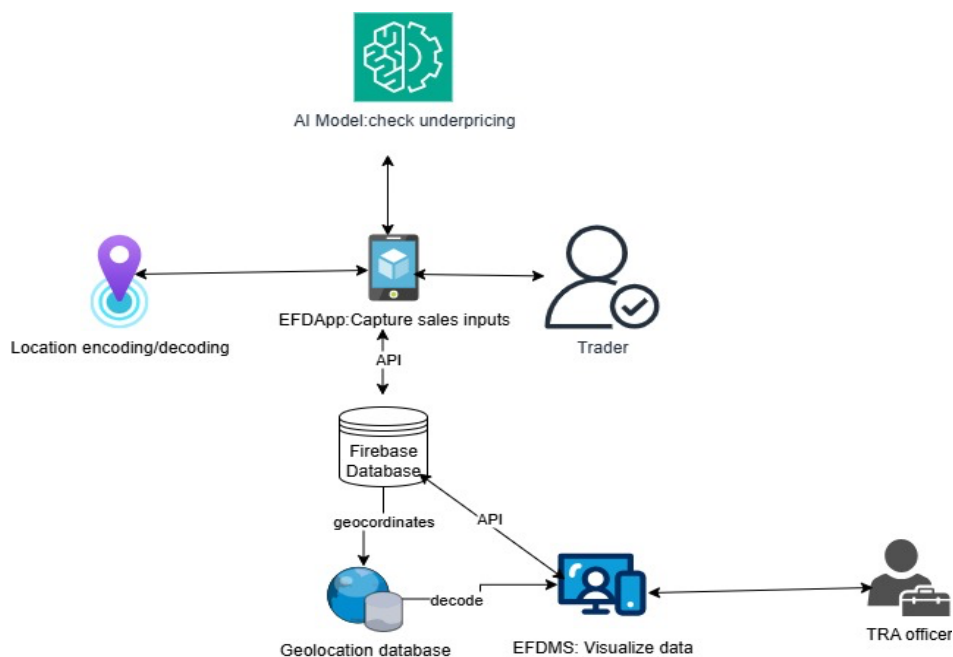 AI Model:check underpricing
EFDApp:Capture sales inputs
Location encoding/decoding
Trader
API
Firebase
Database
geocordinates
API
decode
Geolocation database
EFDMS: Visualize data
TRA officer